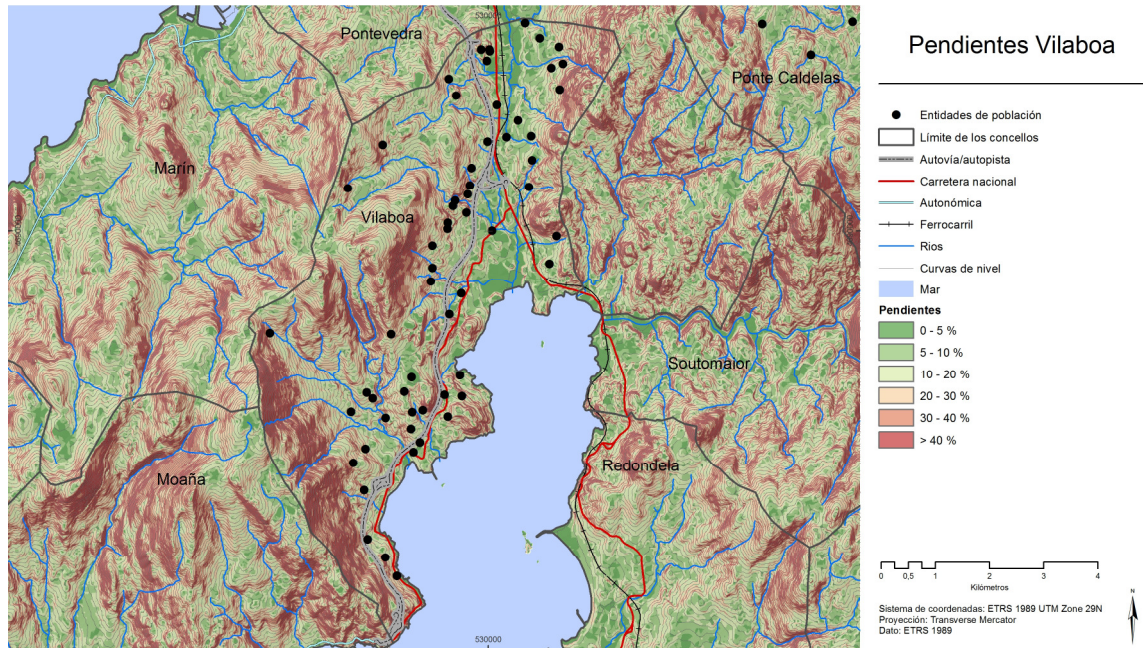 Pendientes Vilaboa
530000
Pontevedra
Ponte Caldelas
Marín
Vilaboa
Soutomaior
Redondela
Moaña
530000
Entidades de población
Límite de los concellos
Autovía/autopista
Carretera nacional
Autonómica
Ferrocarril
Rios
Curvas de nivel
Mar
Pendientes
0 - 5 %
5 - 10 %
10 - 20 %
20 - 30 %
30 - 40 %
> 40 %
0 0,5 1 2 3 4
Kilómetros
N
Sistema de coordenadas: ETRS 1989 UTM Zone 29N
Proyección: Transverse Mercator
Dato: ETRS 1989